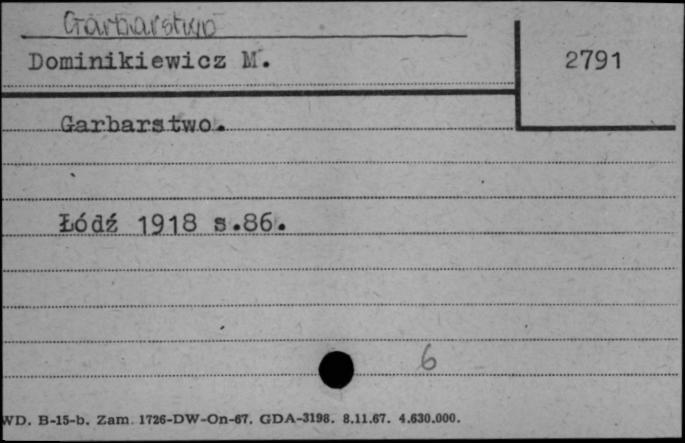 Garbarstwo
Dominikiewicz M.
2791
Garbarstwo.
Łódź 1918 s.86.
6
WD. B-15-b. Zam. 1726-DW-On-67. GDA-3198. 8.11.67. 4.630.000.